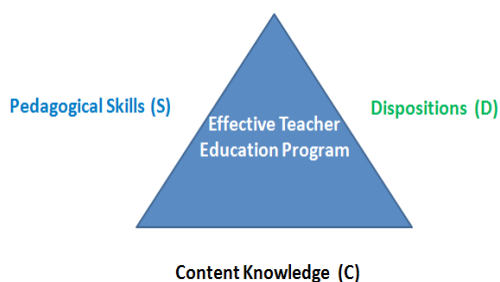 Pedagogical Skills (S)
Dispositions (D)
Effective Teacher
Education Program
Content Knowledge (C)